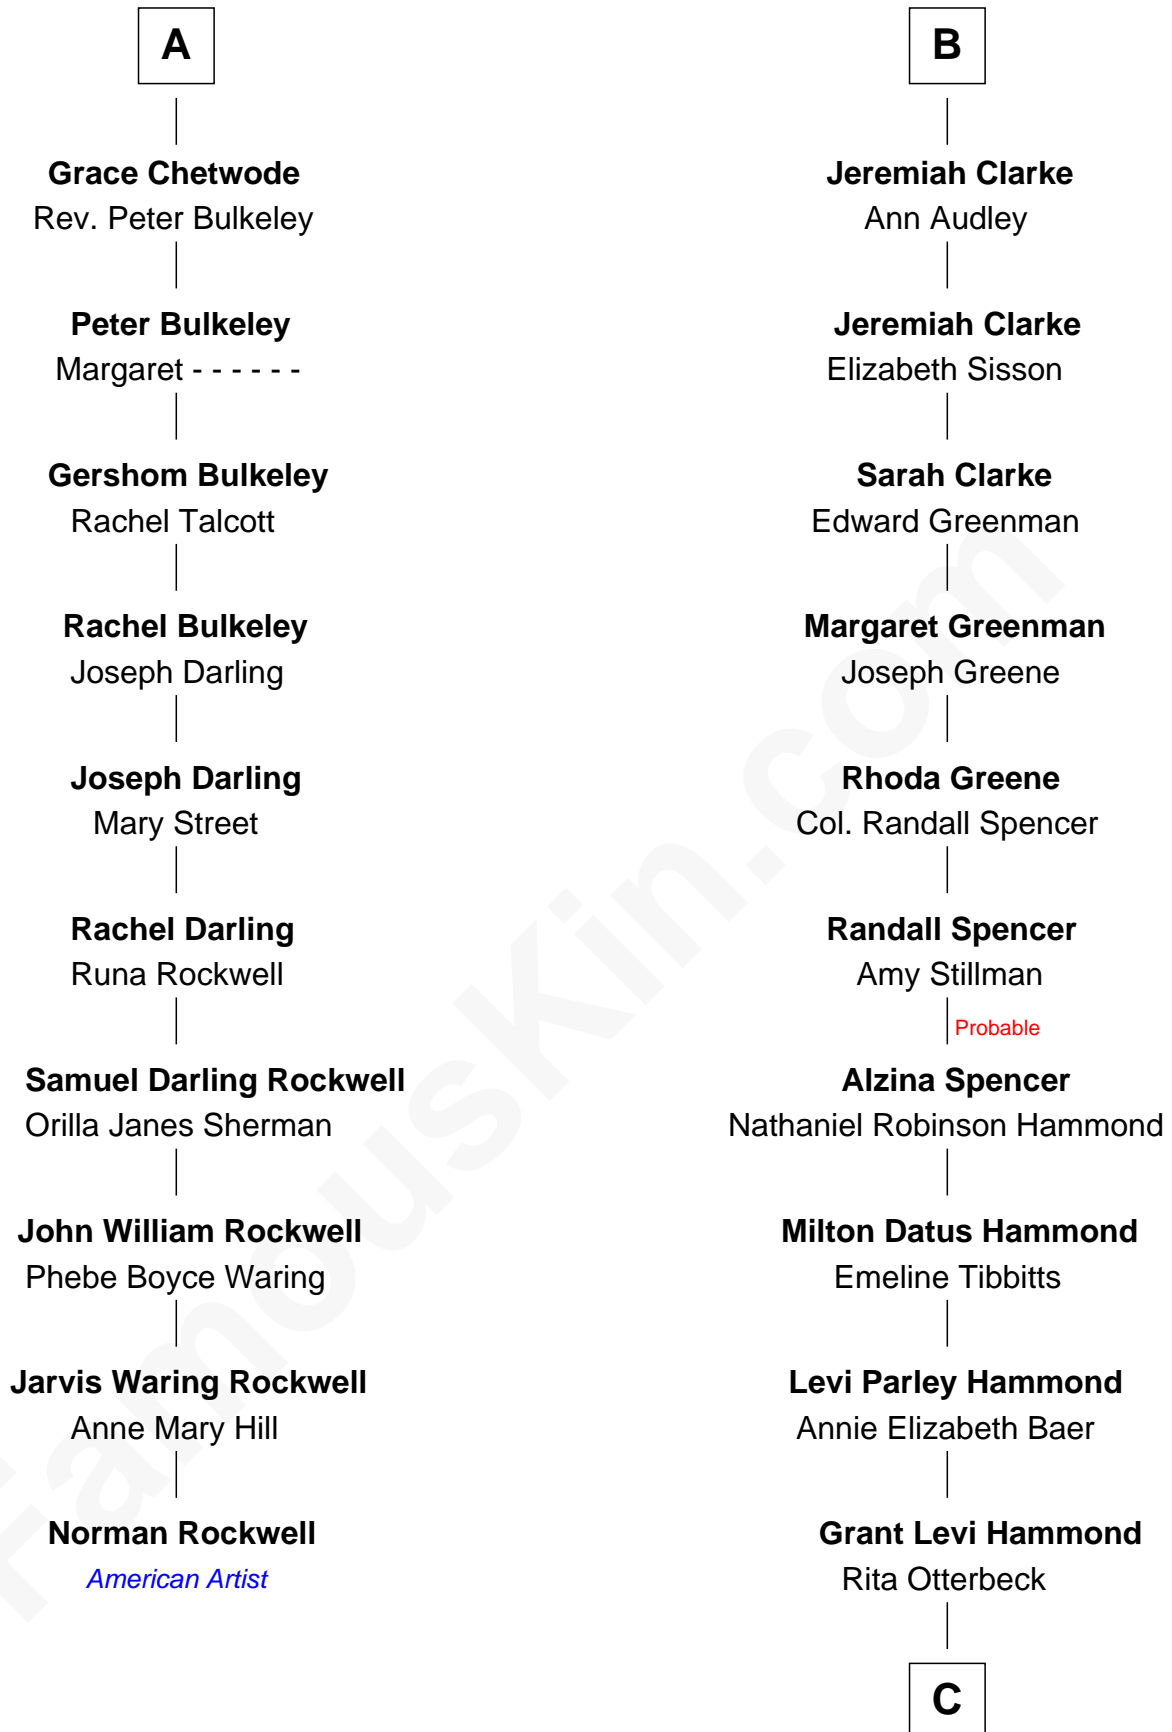 A
Grace Chetwode
Rev. Peter Bulkeley
Peter Bulkeley
Margaret - - - - - -
Gershom Bulkeley
Rachel Talcott
Rachel Bulkeley
Joseph Darling
Joseph Darling
Mary Street
Rachel Darling
Runa Rockwell
Samuel Darling Rockwell
Orilla Janes Sherman
John William Rockwell
Phebe Boyce Waring
Jarvis Waring Rockwell
Anne Mary Hill
Norman Rockwell
American Artist
B
Jeremiah Clarke
Ann Audley
Jeremiah Clarke
Elizabeth Sisson
Sarah Clarke
Edward Greenman
Margaret Greenman
Joseph Greene
Rhoda Greene
Col. Randall Spencer
Randall Spencer
Amy Stillman
Probable
Alzina Spencer
Nathaniel Robinson Hammond
Milton Datus Hammond
Emeline Tibbitts
Levi Parley Hammond
Annie Elizabeth Baer
Grant Levi Hammond
Rita Otterbeck
C
FamousKin.com